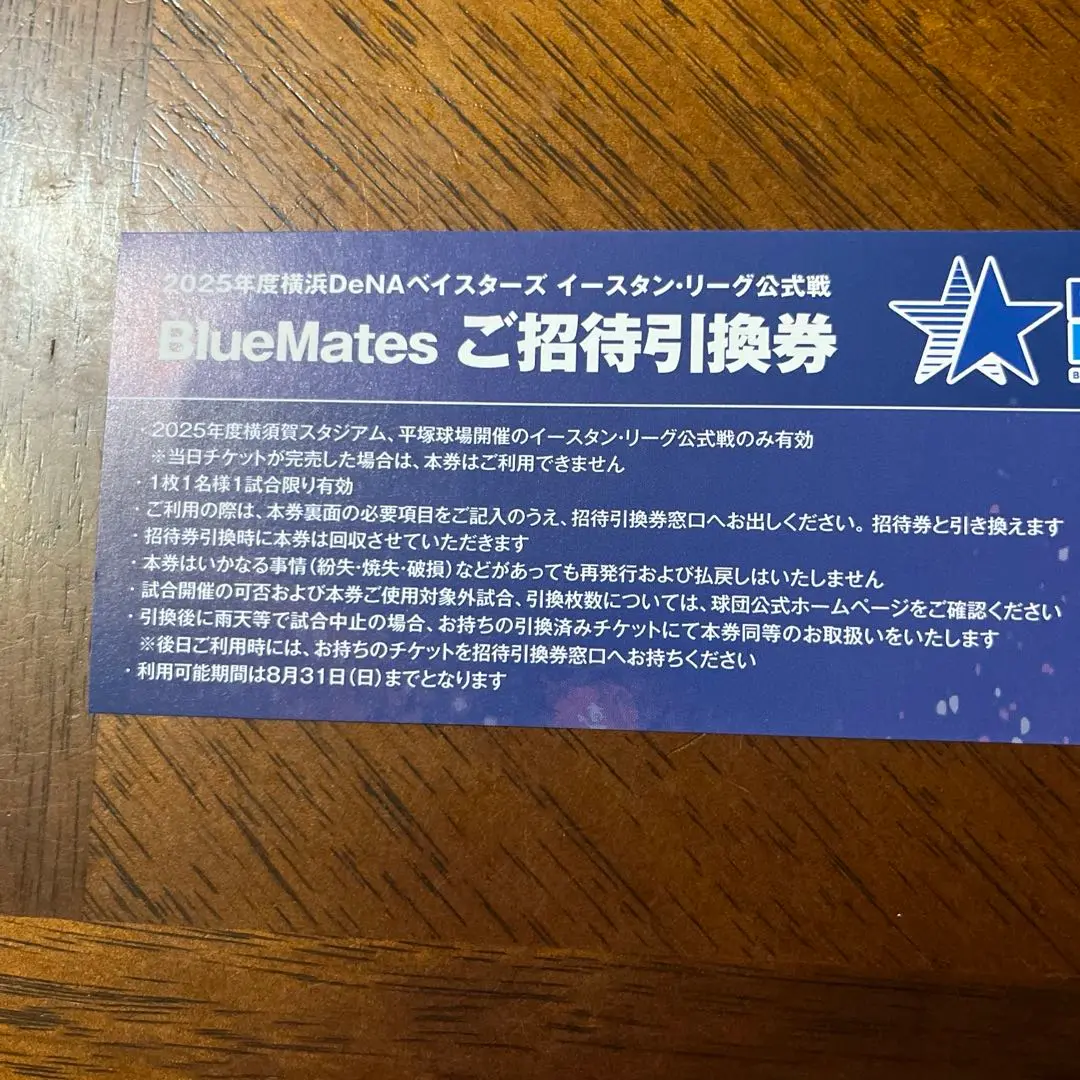 2025年度横浜DeNAベイスターズ イースタン・リーグ公式戦
BlueMates ご招待引換券
・2025年度横須賀スタジアム、平塚球場開催のイースタン・リーグ公式戦のみ有効
※当日チケットが完売した場合は、本券はご利用できません
・1枚1名様1試合限り有効
・ご利用の際は、本券裏面の必要項目をご記入のうえ、招待引換券窓口へお出しください。招待券と引き換えます
・招待券引換時に本券は回収させていただきます
・本券はいかなる事情(紛失・焼失・破損)などがあっても再発行および払戻しはいたしません
・試合開催の可否および本券ご使用対象外試合、引換枚数については、球団公式ホームページをご確認ください
・引換後に雨天等で試合中止の場合、お持ちの引換済みチケットにて本券同等のお取扱いをいたします
※後日ご利用時には、お持ちのチケットを招待引換券窓口へお持ちください
・利用可能期間は8月31日(日)までとなります